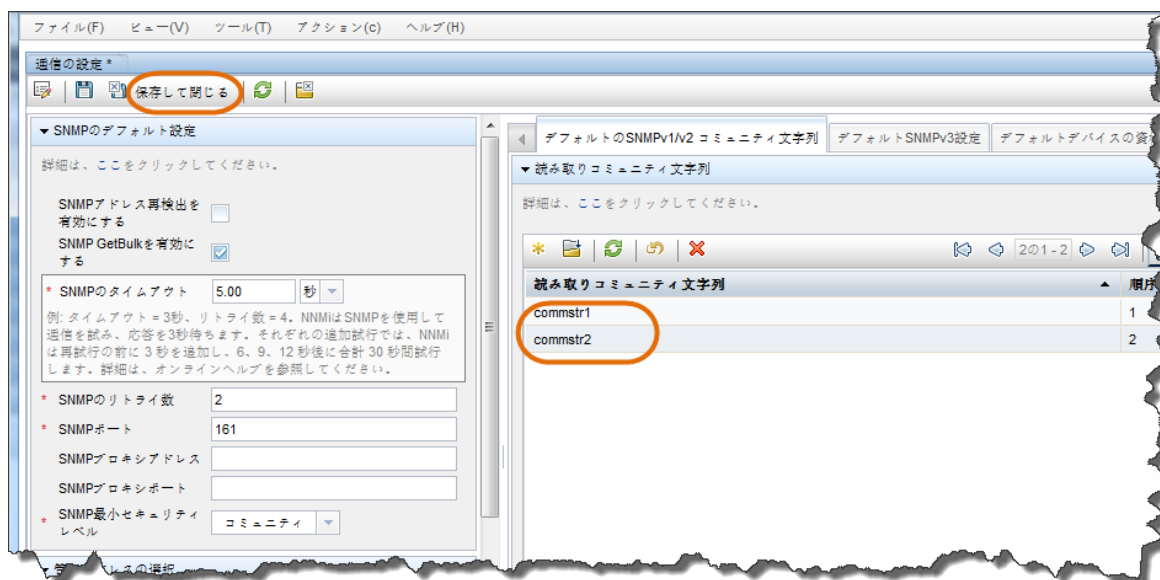 ファイル(F) ビュー(V) ツール(T) アクション(c) ヘルプ(H)
通信の設定 *
保存して閉じる
▼ SNMPのデフォルト設定
詳細は、ここをクリックしてください。
SNMPアドレス再検出を
有効にする
SNMP GetBulkを有効に
する
* SNMPのタイムアウト 5.00 秒
例: タイムアウト = 3秒、リトライ数 = 4。NNMiはSNMPを使用して
通信を試み、応答を3秒待ちます。それぞれの追加試行では、NNMi
は再試行の前に 3 秒を追加し、6、9、12 秒後に合計 30 秒間試行
します。詳細は、オンラインヘルプを参照してください。
* SNMPのリトライ数 2
* SNMPポート 161
SNMPプロキシアドレス
SNMPプロキシポート
* SNMP最小セキュリティ
レベル コミュニティ
デフォルトのSNMPv1/v2 コミュニティ文字列 デフォルトSNMPv3設定 デフォルトデバイスの資
▼ 読み取りコミュニティ文字列
詳細は、ここをクリックしてください。
2の1-2
読み取りコミュニティ文字列 ▲ 順序
commstr1 1
commstr2 2